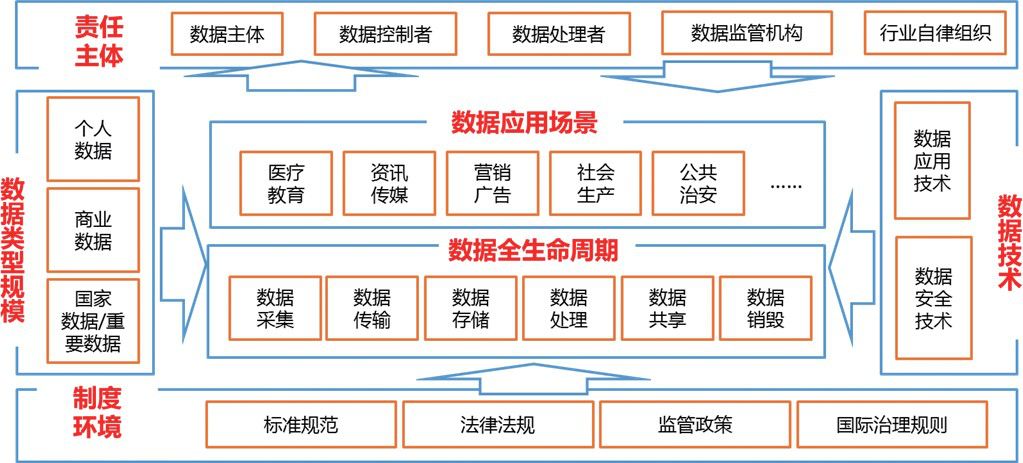 责任
主体
数据主体
数据控制者
数据处理者
数据监管机构
行业自律组织
数据类型规模
个人
数据
商业
数据
国家
数据/重
要数据
数据应用场景
医疗
教育
资讯
传媒
营销
广告
社会
生产
公共
治安
……
数据全生命周期
数据
采集
数据
传输
数据
存储
数据
处理
数据
共享
数据
销毁
数据
应用
技术
数据
安全
技术
数据技术
制度
环境
标准规范
法律法规
监管政策
国际治理规则